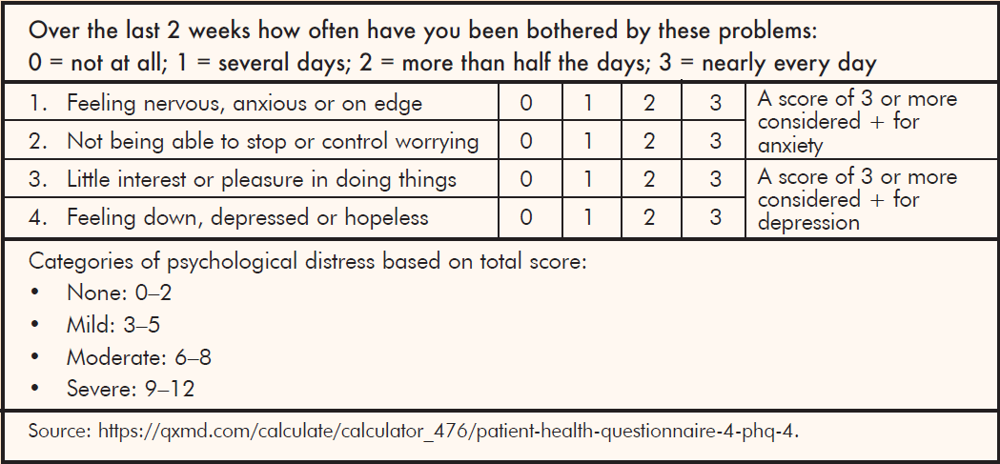 Over the last 2 weeks how often have you been bothered by these problems:
0 = not at all; 1 = several days; 2 = more than half the days; 3 = nearly every day
1. Feeling nervous, anxious or on edge 0 1 2 3
2. Not being able to stop or control worrying 0 1 2 3
A score of 3 or more
considered + for
anxiety
3. Little interest or pleasure in doing things 0 1 2 3
4. Feeling down, depressed or hopeless 0 1 2 3
A score of 3 or more
considered + for
depression
Categories of psychological distress based on total score:
• None: 0–2
• Mild: 3–5
• Moderate: 6–8
• Severe: 9–12
Source: https://qxmd.com/calculate/calculator_476/patient-health-questionnaire-4-phq-4.